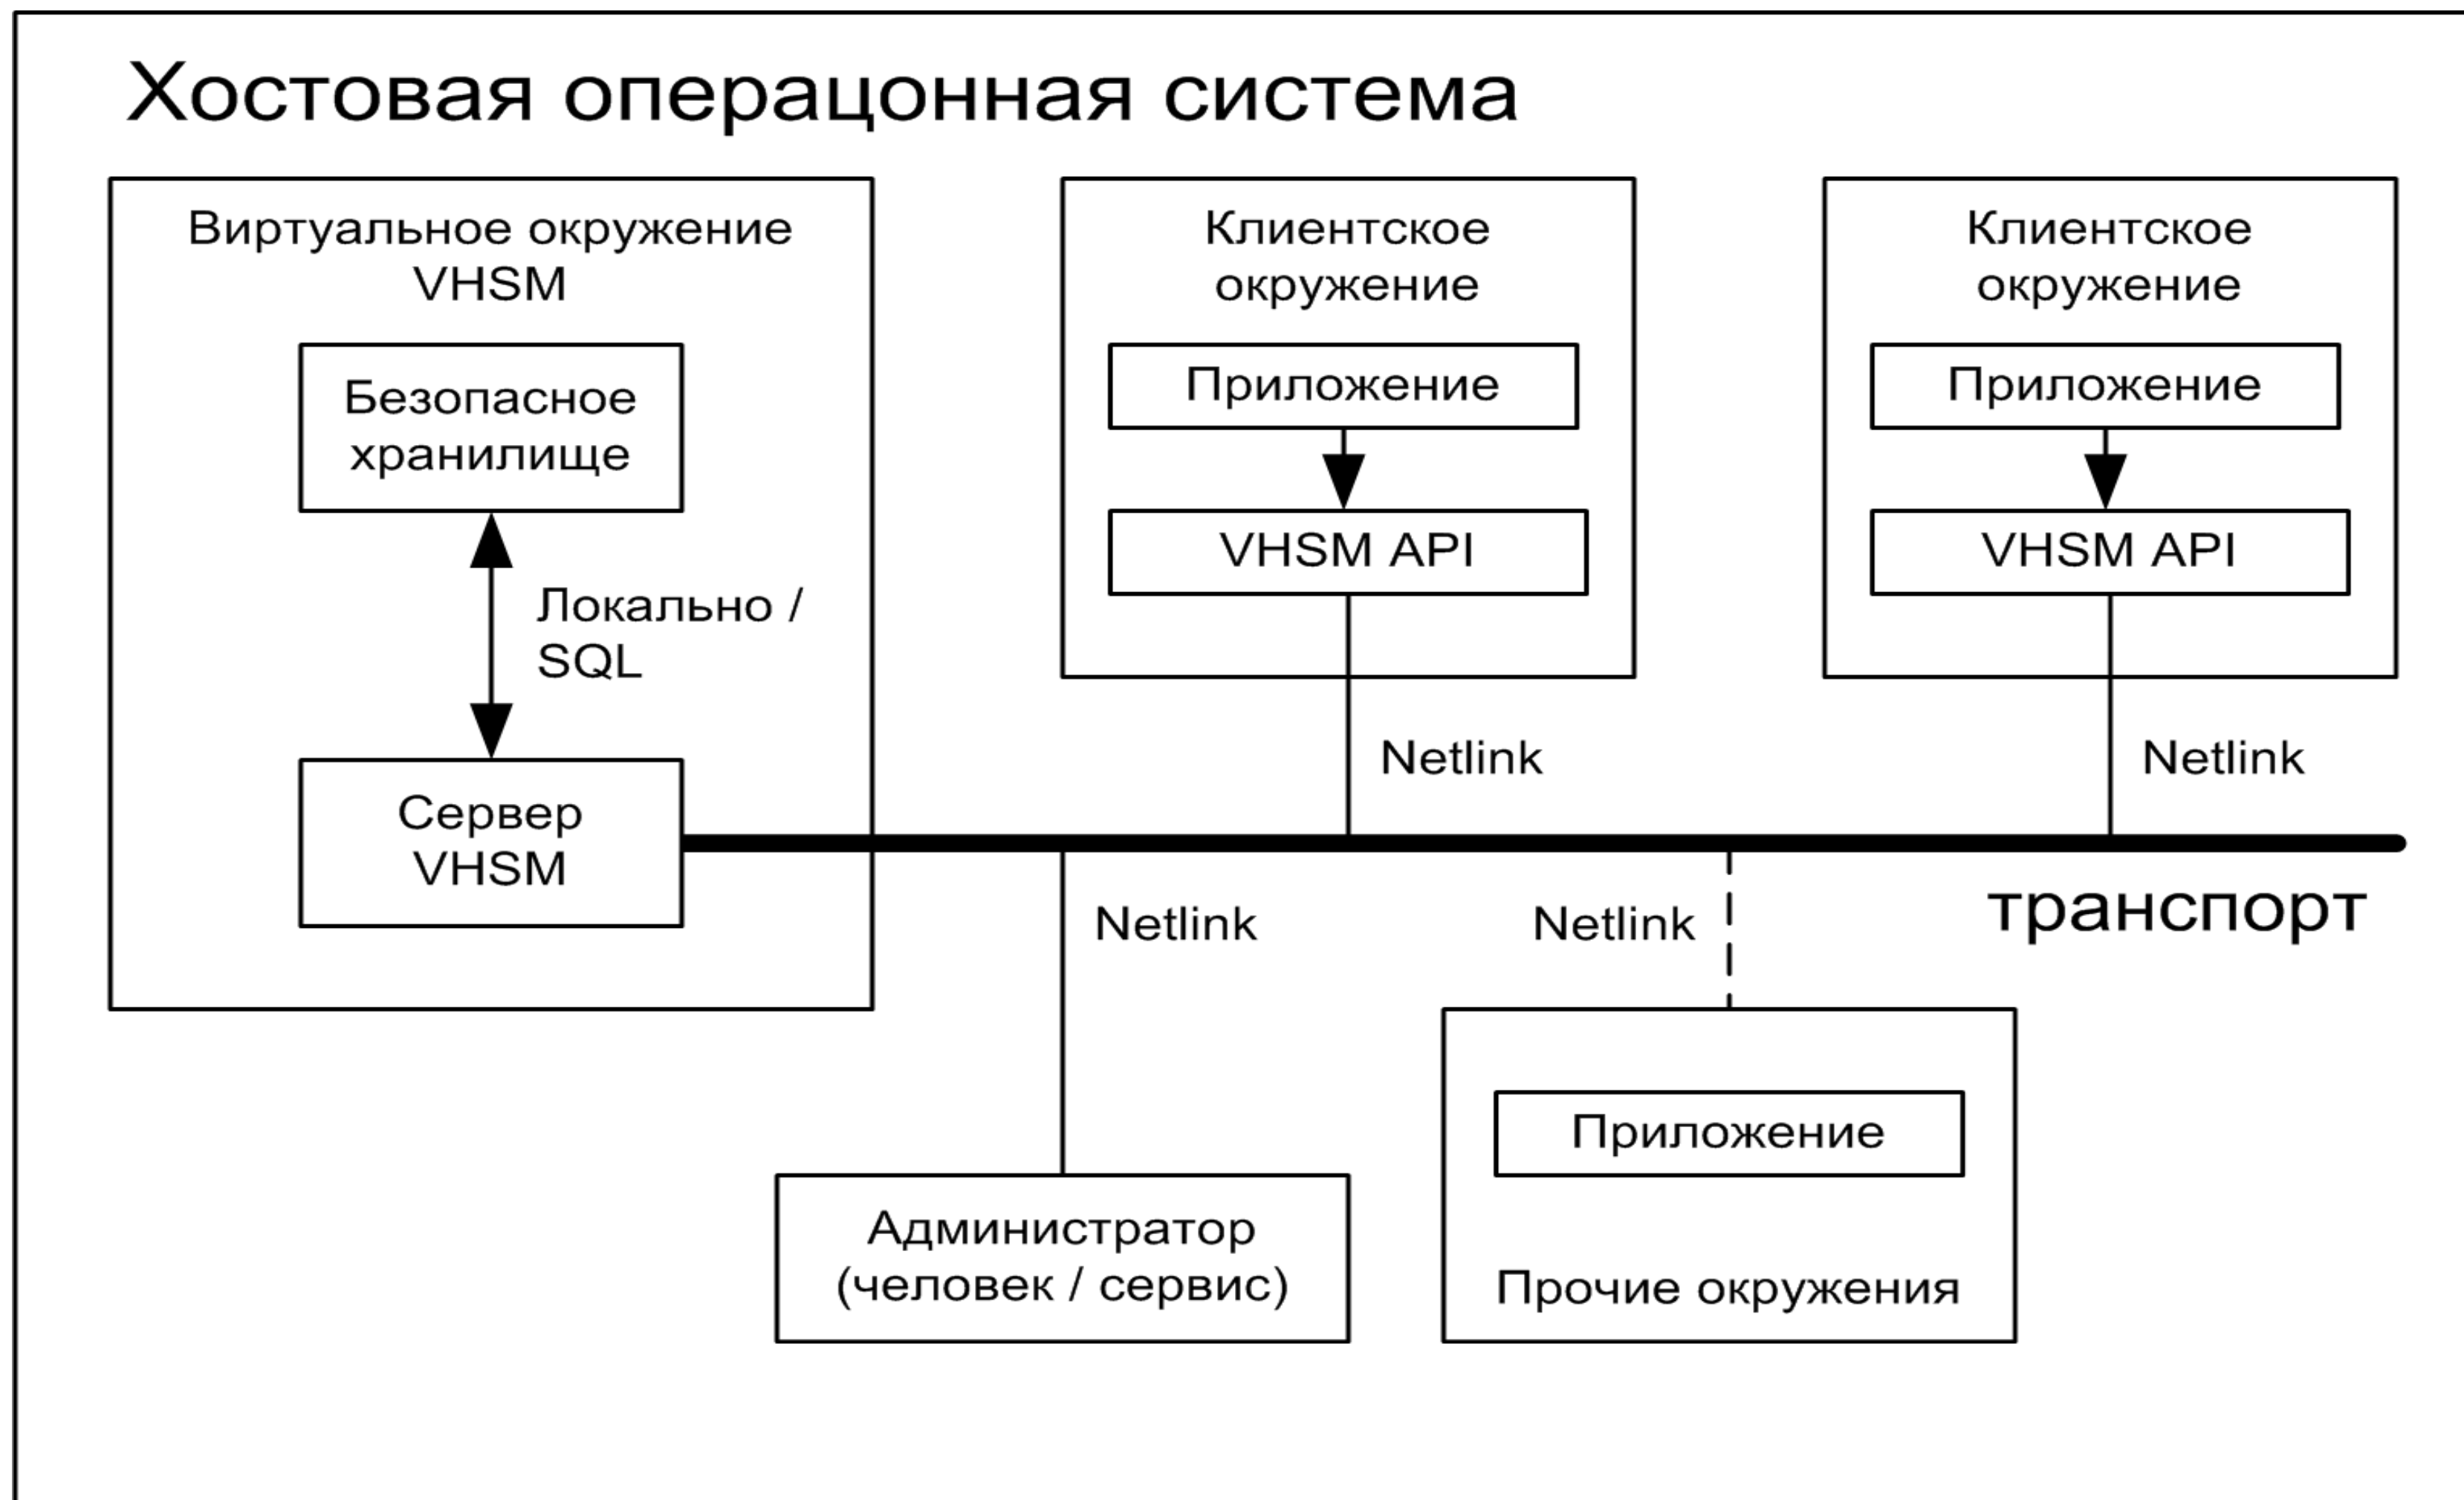 Хостовая операцонная система
Виртуальное окружение
VHSM
Безопасное
хранилище
Локально /
SQL
Сервер
VHSM
Клиентское
окружение
Приложение
VHSM API
Netlink
Клиентское
окружение
Приложение
VHSM API
Netlink
транспорт
Netlink
Администратор
(человек / сервис)
Netlink
Приложение
Прочие окружения